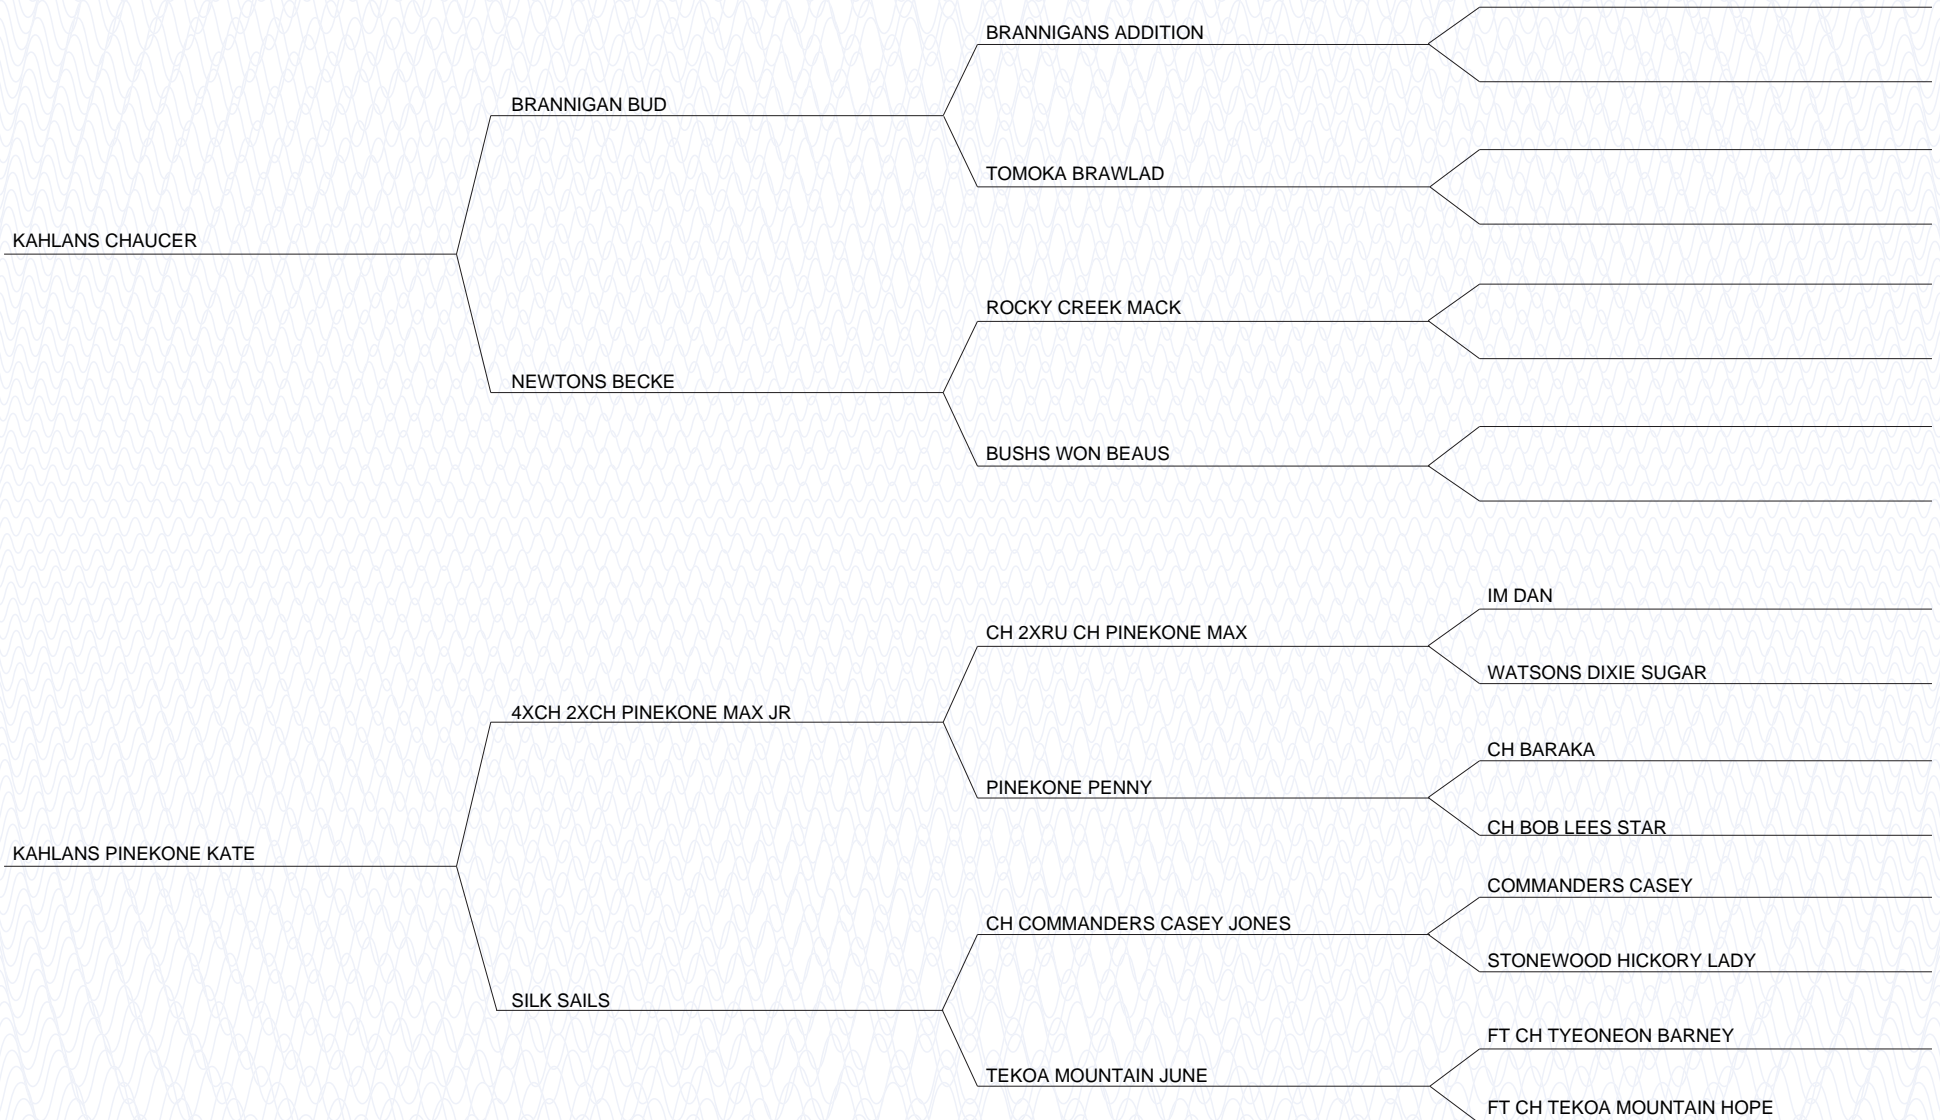 BRANNIGANS ADDITION
BRANNIGAN BUD
TOMOKA BRAWLAD
KAHLANS CHAUCER
ROCKY CREEK MACK
NEWTONS BECKE
BUSHS WON BEAUS
IM DAN
CH 2XRU CH PINEKONE MAX
WATSONS DIXIE SUGAR
4XCH 2XCH PINEKONE MAX JR
CH BARAKA
PINEKONE PENNY
CH BOB LEES STAR
KAHLANS PINEKONE KATE
COMMANDERS CASEY
CH COMMANDERS CASEY JONES
STONEWOOD HICKORY LADY
SILK SAILS
FT CH TYEONEON BARNEY
TEKOA MOUNTAIN JUNE
FT CH TEKOA MOUNTAIN HOPE